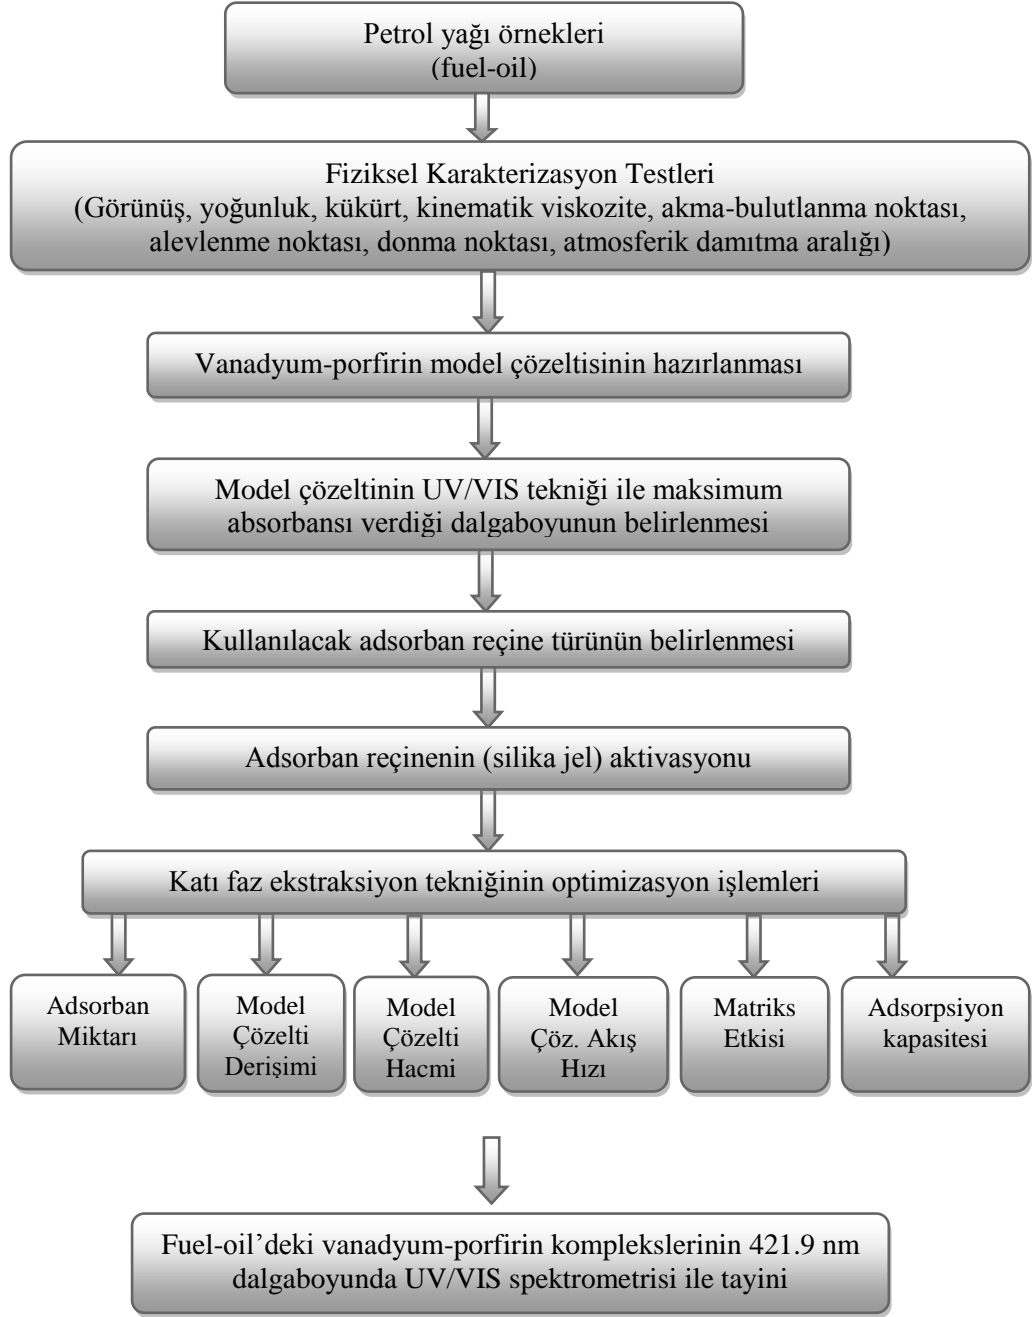 Petrol yağı örnekleri
(fuel-oil)
Fiziksel Karakterizasyon Testleri
(Görünüş, yoğunluk, kükürt, kinematik viskozite, akma-bulutlanma noktası,
alevlenme noktası, donma noktası, atmosferik damıtma aralığı)
Vanadyum-porfirin model çözeltisinin hazırlanması
Model çözeltinin UV/VIS tekniği ile maksimum
absorbansı verdiği dalgaboyunun belirlenmesi
Kullanılacak adsorban reçine türünün belirlenmesi
Adsorban reçinenin (silika jel) aktivasyonu
Katı faz ekstraksiyon tekniğinin optimizasyon işlemleri
Adsorban
Miktarı
Model
Çözelti
Derişimi
Model
Çözelti
Hacmi
Model
Çöz. Akış
Hızı
Matriks
Etkisi
Adsorpsiyon
kapasitesi
Fuel-oil’deki vanadyum-porfirin komplekslerinin 421.9 nm
dalgaboyunda UV/VIS spektrometrisi ile tayini